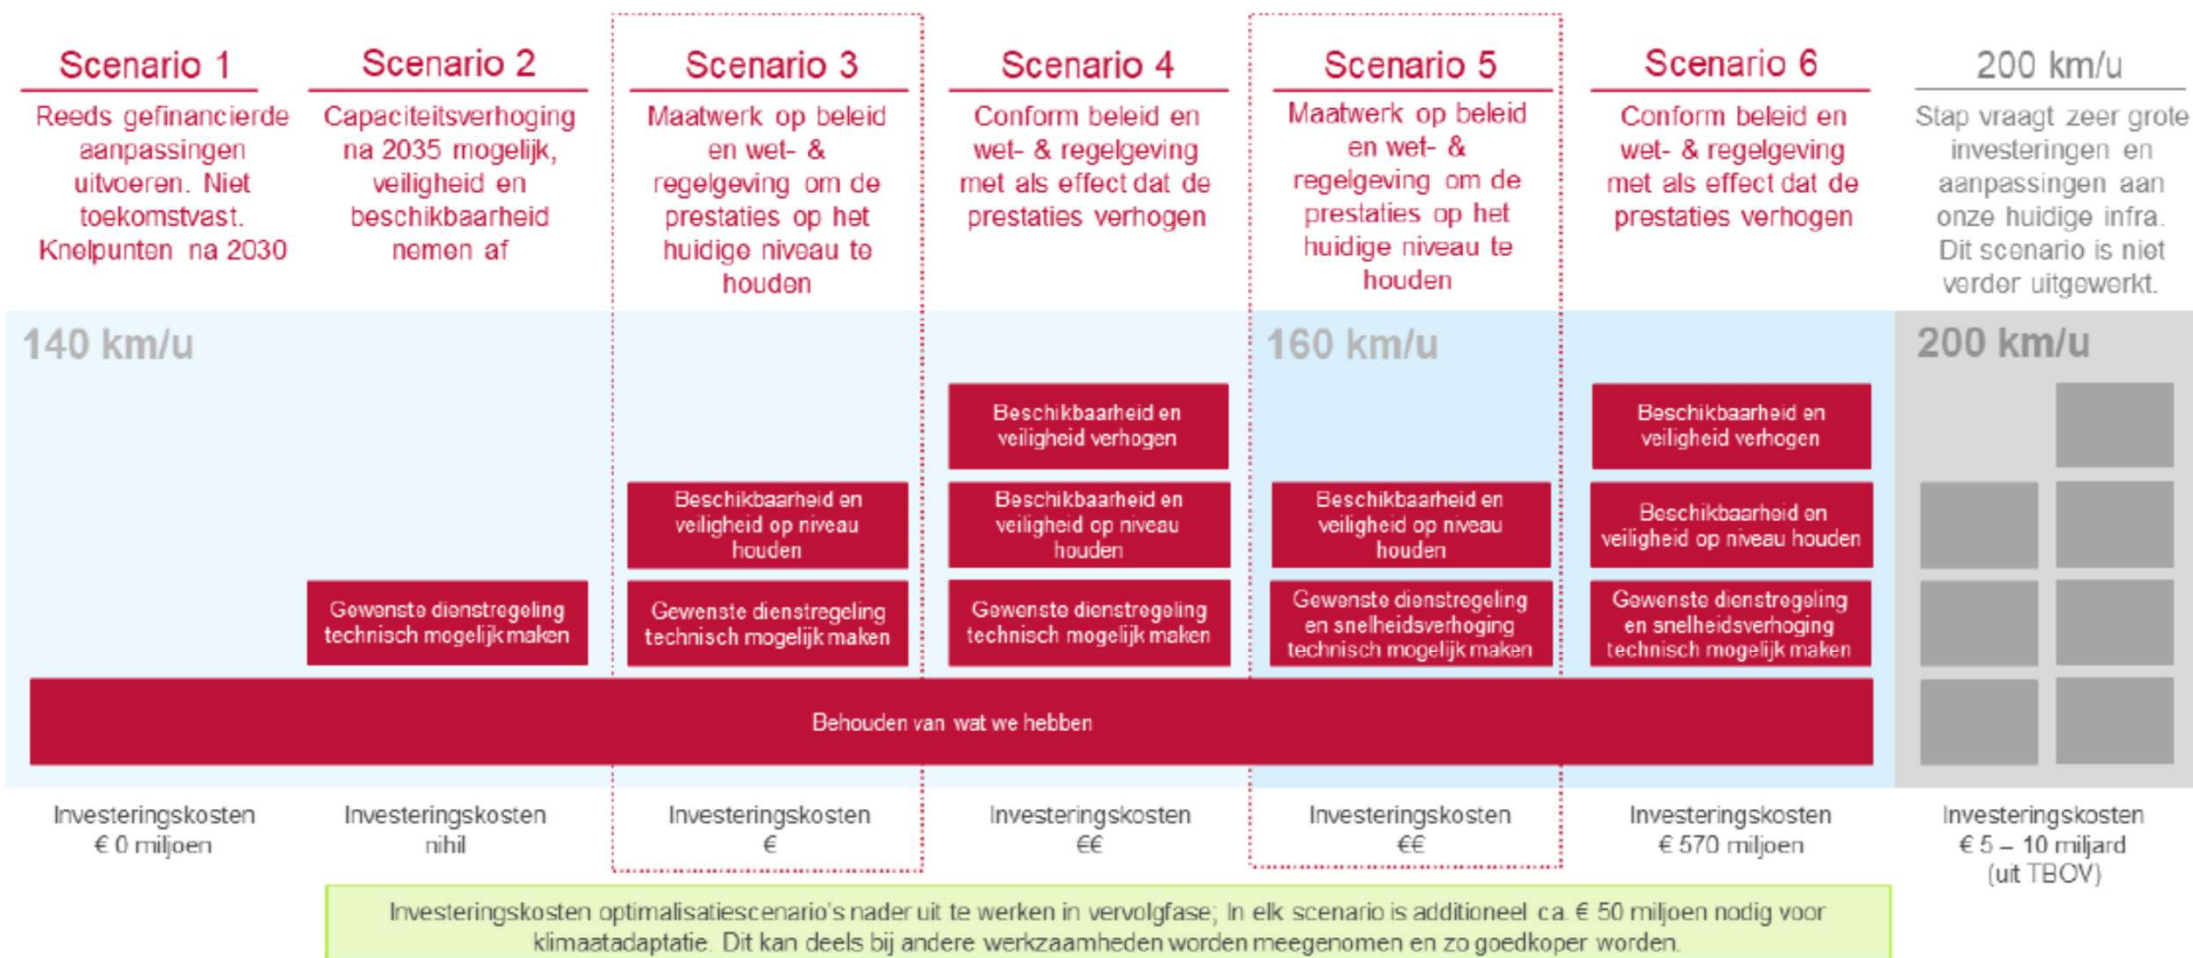 Scenario 1
Reeds gefinancierde
aanpassingen
uitvoeren. Niet
toekomstvast.
Knelpunten na 2030
Scenario 2
Capaciteitsverhoging
na 2035 mogelijk,
veiligheid en
beschikbaarheid
nemen af
Scenario 3
Maatwerk op beleid
en wet- &
regelgeving om de
prestaties op het
huidige niveau te
houden
Scenario 4
Conform beleid en
wet- & regelgeving
met als effect dat de
prestaties verhogen
Scenario 5
Maatwerk op beleid
en wet- &
regelgeving om de
prestaties op het
huidige niveau te
houden
Scenario 6
Conform beleid en
wet- & regelgeving
met als effect dat de
prestaties verhogen
200 km/u
Stap vraagt zeer grote
investeringen en
aanpassingen aan
onze huidige infra.
Dit scenario is niet
verder uitgewerkt.
140 km/u
160 km/u
200 km/u
Beschikbaarheid en
veiligheid verhogen
Beschikbaarheid en
veiligheid verhogen
Beschikbaarheid en
veiligheid op niveau
houden
Beschikbaarheid en
veiligheid op niveau
houden
Beschikbaarheid en
veiligheid op niveau
houden
Beschikbaarheid en
veiligheid op niveau houden
Gewenste dienstregeling
technisch mogelijk maken
Gewenste dienstregeling
technisch mogelijk maken
Gewenste dienstregeling
technisch mogelijk maken
Gewenste dienstregeling
en snelheidsverhoging
technisch mogelijk maken
Gewenste dienstregeling
en snelheidsverhoging
technisch mogelijk maken
Behouden van wat we hebben
Investeringskosten
€ 0 miljoen
Investeringskosten
nihil
Investeringskosten
€
Investeringskosten
€€
Investeringskosten
€€
Investeringskosten
€ 570 miljoen
Investeringskosten
€ 5 – 10 miljard
(uit TBOV)
Investeringskosten optimalisatiescenario's nader uit te werken in vervolgfase; In elk scenario is additioneel ca. € 50 miljoen nodig voor
klimaatadaptatie. Dit kan deels bij andere werkzaamheden worden meegenomen en zo goedkoper worden.